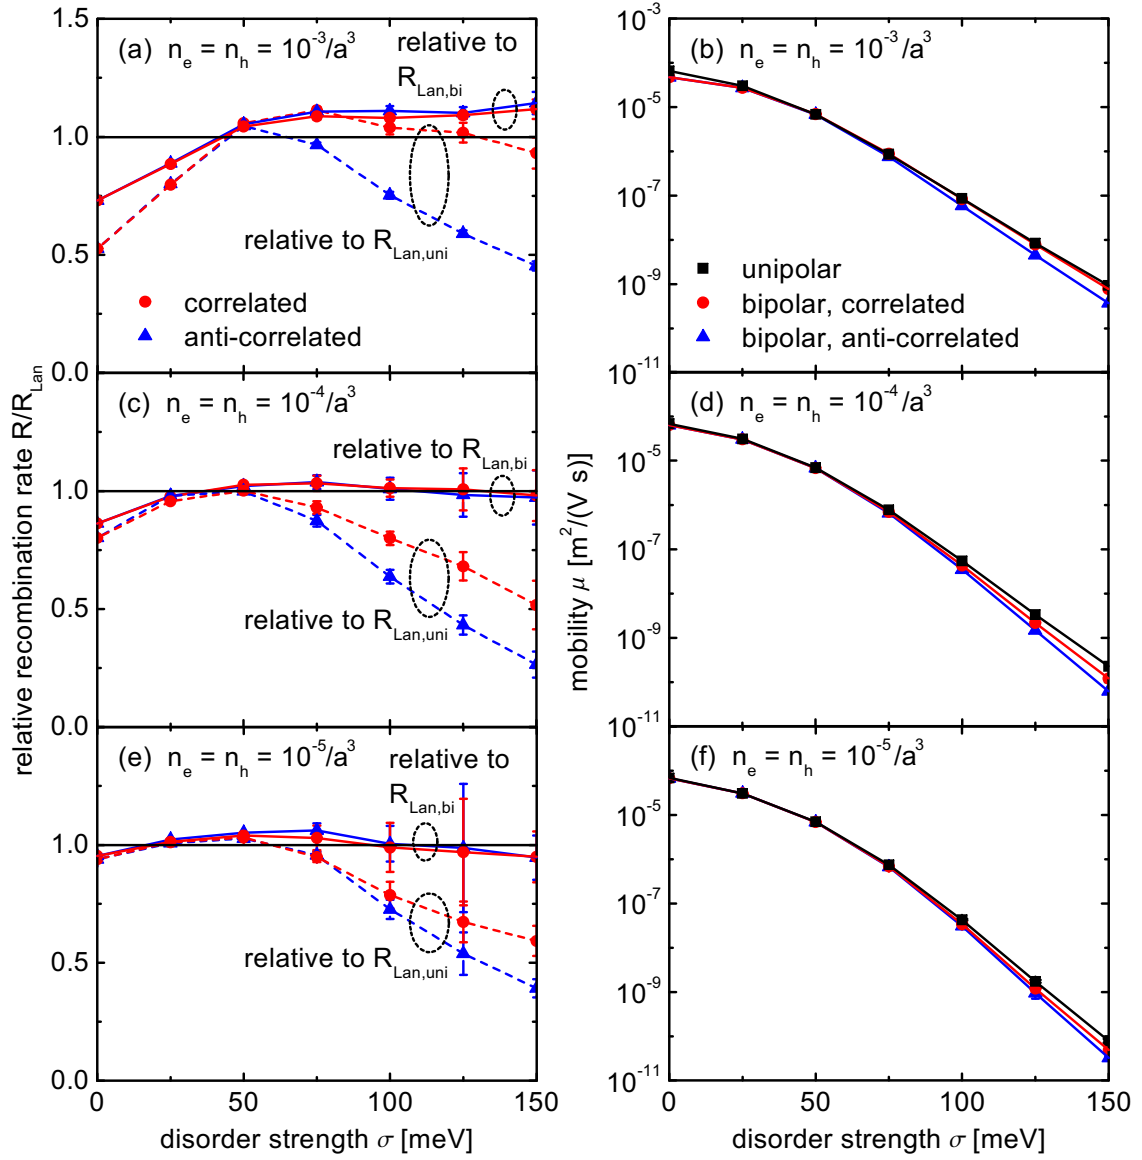 relative recombination rate R/R_Lan
1.5
1.0
0.5
0.0
(a) n_e = n_h = 10^-3/a^3
relative to
R_Lan,bi
relative to R_Lan,uni
correlated
anti-correlated
1.0
0.5
0.0
(c) n_e = n_h = 10^-4/a^3
relative to R_Lan,bi
relative to R_Lan,uni
1.0
0.5
0.0
(e) n_e = n_h = 10^-5/a^3
relative to
R_Lan,bi
relative to R_Lan,uni
0 50 100 150
disorder strength σ [meV]
mobility μ [m^2/(V s)]
10^-3
10^-5
10^-7
10^-9
10^-11
(b) n_e = n_h = 10^-3/a^3
unipolar
bipolar, correlated
bipolar, anti-correlated
10^-5
10^-7
10^-9
10^-11
(d) n_e = n_h = 10^-4/a^3
10^-5
10^-7
10^-9
10^-11
(f) n_e = n_h = 10^-5/a^3
0 50 100 150
disorder strength σ [meV]